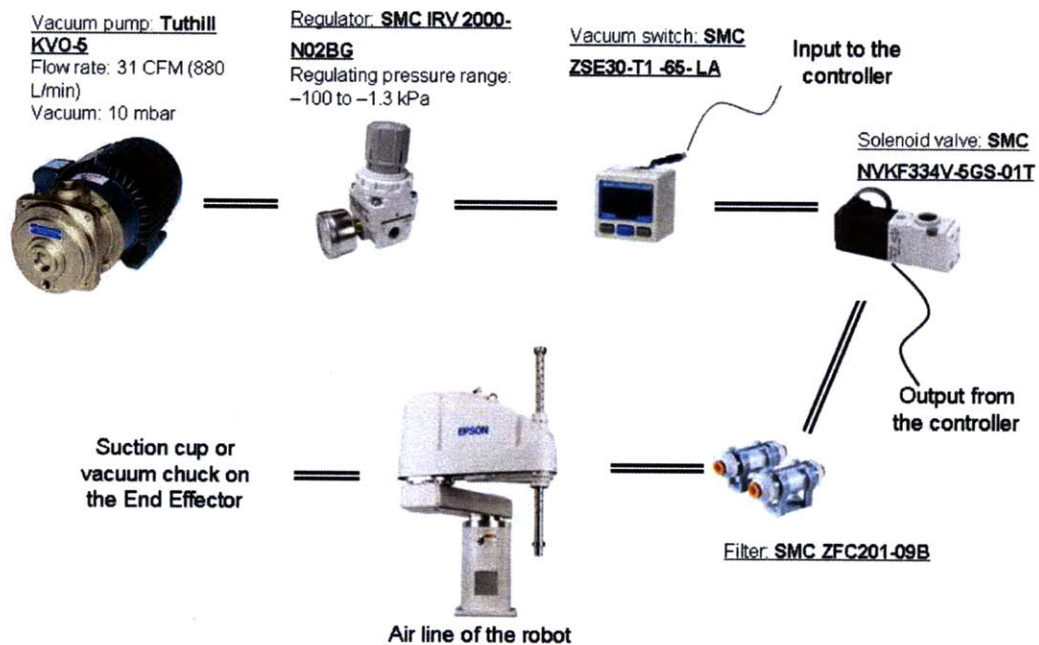 Vacuum pump: Tuthill
KVO-5
Flow rate: 31 CFM (880
L/min)
Vacuum: 10 mbar
Regulator: SMC IRV 2000-
N02BG
Regulating pressure range:
–100 to –1.3 kPa
Vacuum switch: SMC
ZSE30-T1 -65- LA
Input to the
controller
Solenoid valve: SMC
NVKF334V-5GS-01T
Output from
the controller
Filter: SMC ZFC201-09B
EPSON
Air line of the robot
Suction cup or
vacuum chuck on
the End Effector